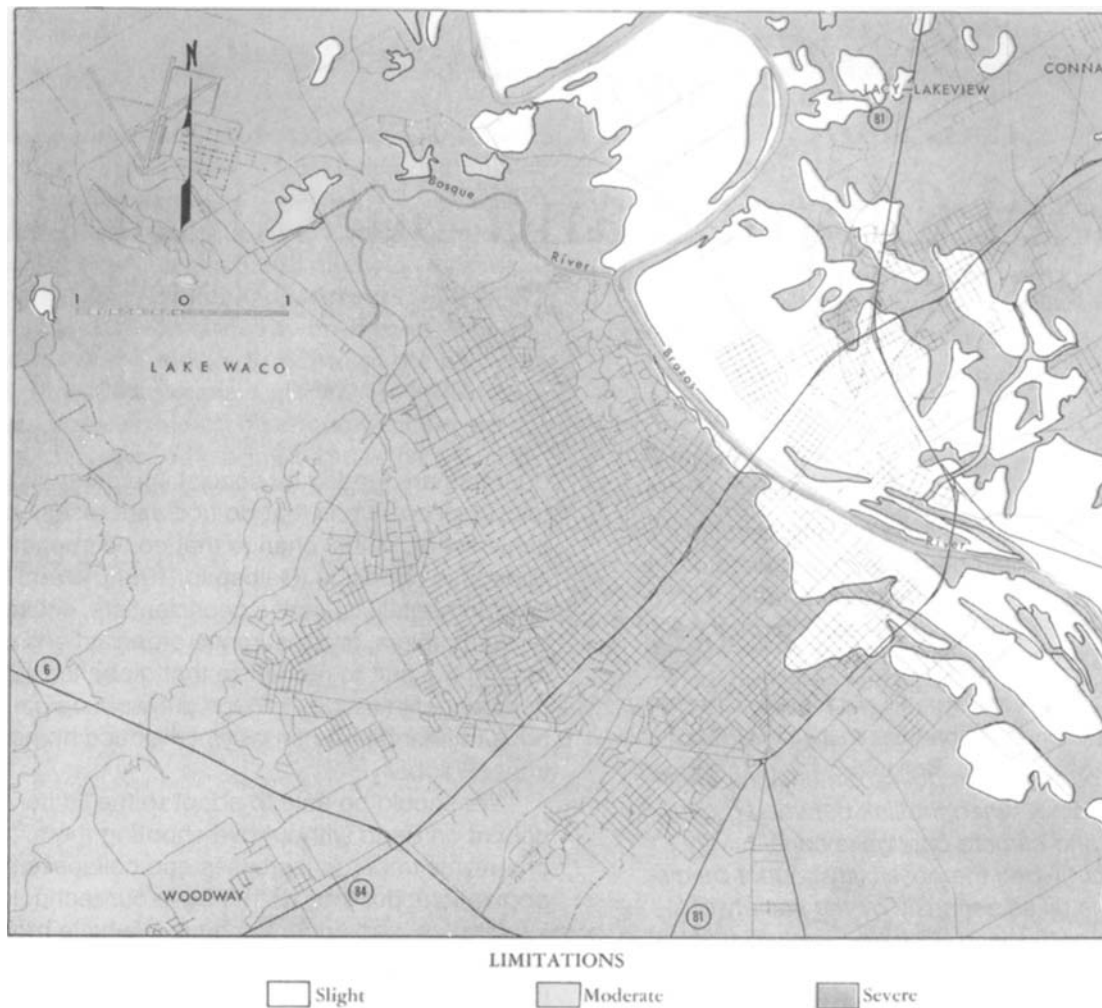 N
LACY-LAKEVIEW
CONNA
81
Bosque
River
1 0 1
LAKE WACO
Brazos
River
6
WOODWAY
84
81
LIMITATIONS
Slight Moderate Severe